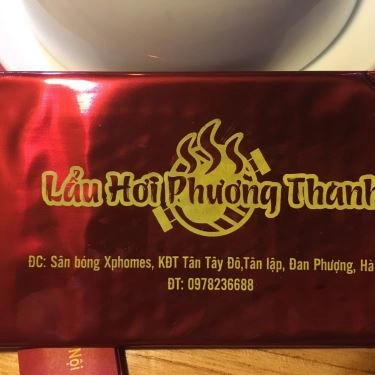 Lẩu Hơi Phương Thanh
ĐC: Sân bóng Xphomes, KĐT Tân Tây Đô,Tân lập, Đan Phượng, Hà
ĐT: 0978236688
NỘI